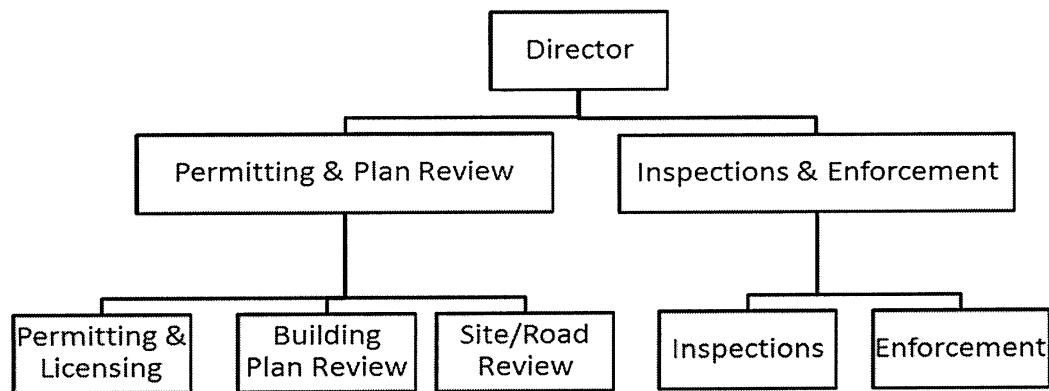 Director
Permitting & Plan Review
Inspections & Enforcement
Permitting &
Licensing
Building
Plan Review
Site/Road
Review
Inspections
Enforcement